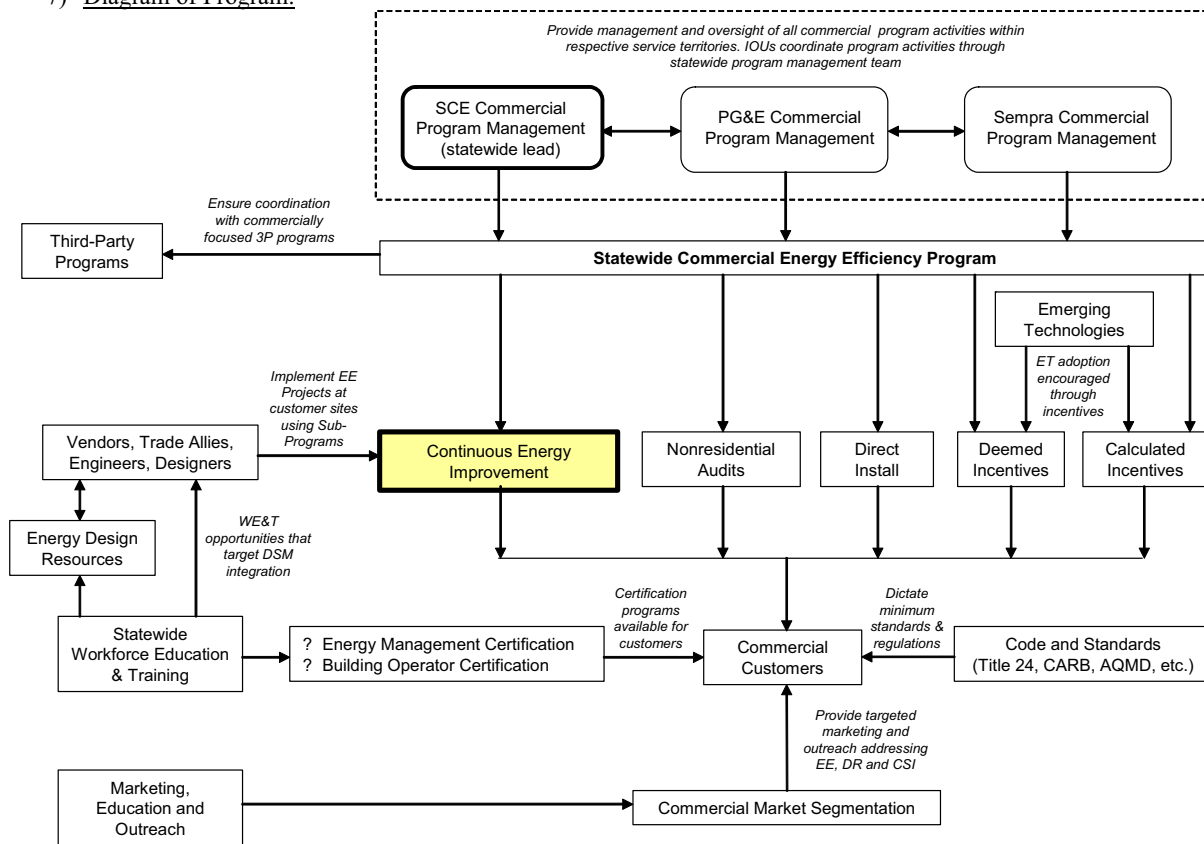 7) Diagram of Program:
Provide management and oversight of all commercial program activities within
respective service territories. IOUs coordinate program activities through
statewide program management team
SCE Commercial
Program Management
(statewide lead)
PG&E Commercial
Program Management
Sempra Commercial
Program Management
Ensure coordination
with commercially
focused 3P programs
Third-Party
Programs
Statewide Commercial Energy Efficiency Program
Emerging
Technologies
ET adoption
encouraged
through
incentives
Implement EE
Projects at
customer sites
using Sub-
Programs
Vendors, Trade Allies,
Engineers, Designers
Continuous Energy
Improvement
Nonresidential
Audits
Direct
Install
Deemed
Incentives
Calculated
Incentives
Energy Design
Resources
WE&T
opportunities that
target DSM
integration
Statewide
Workforce Education
& Training
? Energy Management Certification
? Building Operator Certification
Certification
programs
available for
customers
Commercial
Customers
Dictate
minimum
standards &
regulations
Code and Standards
(Title 24, CARB, AQMD, etc.)
Provide targeted
marketing and
outreach addressing
EE, DR and CSI
Marketing,
Education and
Outreach
Commercial Market Segmentation